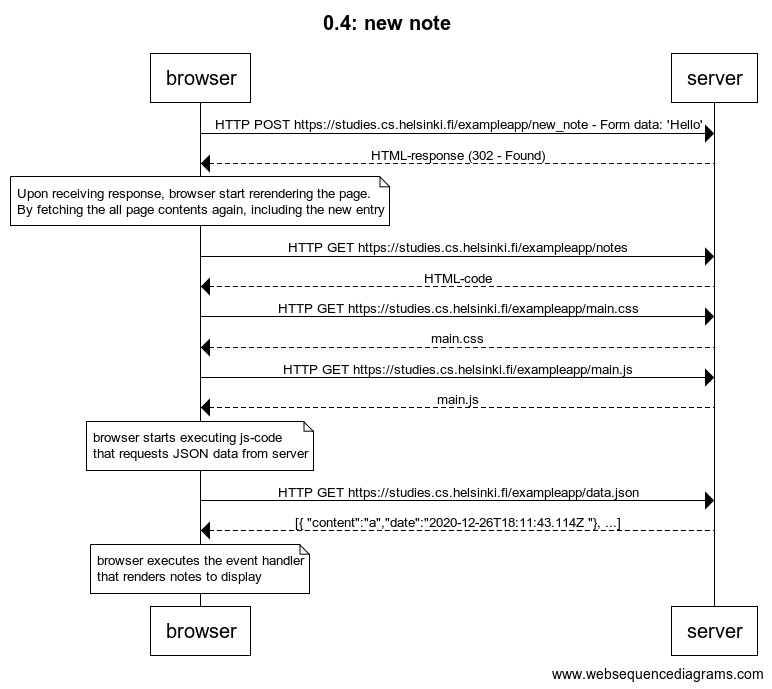 0.4: new note
browser
server
HTTP POST https://studies.cs.helsinki.fi/exampleapp/new_note - Form data: 'Hello'
HTML-response (302 - Found)
Upon receiving response, browser start rerendering the page.
By fetching the all page contents again, including the new entry
HTTP GET https://studies.cs.helsinki.fi/exampleapp/notes
HTML-code
HTTP GET https://studies.cs.helsinki.fi/exampleapp/main.css
main.css
HTTP GET https://studies.cs.helsinki.fi/exampleapp/main.js
main.js
browser starts executing js-code
that requests JSON data from server
HTTP GET https://studies.cs.helsinki.fi/exampleapp/data.json
[{ "content":"a","date":"2020-12-26T18:11:43.114Z "}, ...]
browser executes the event handler
that renders notes to display
browser
server
www.websequencediagrams.com